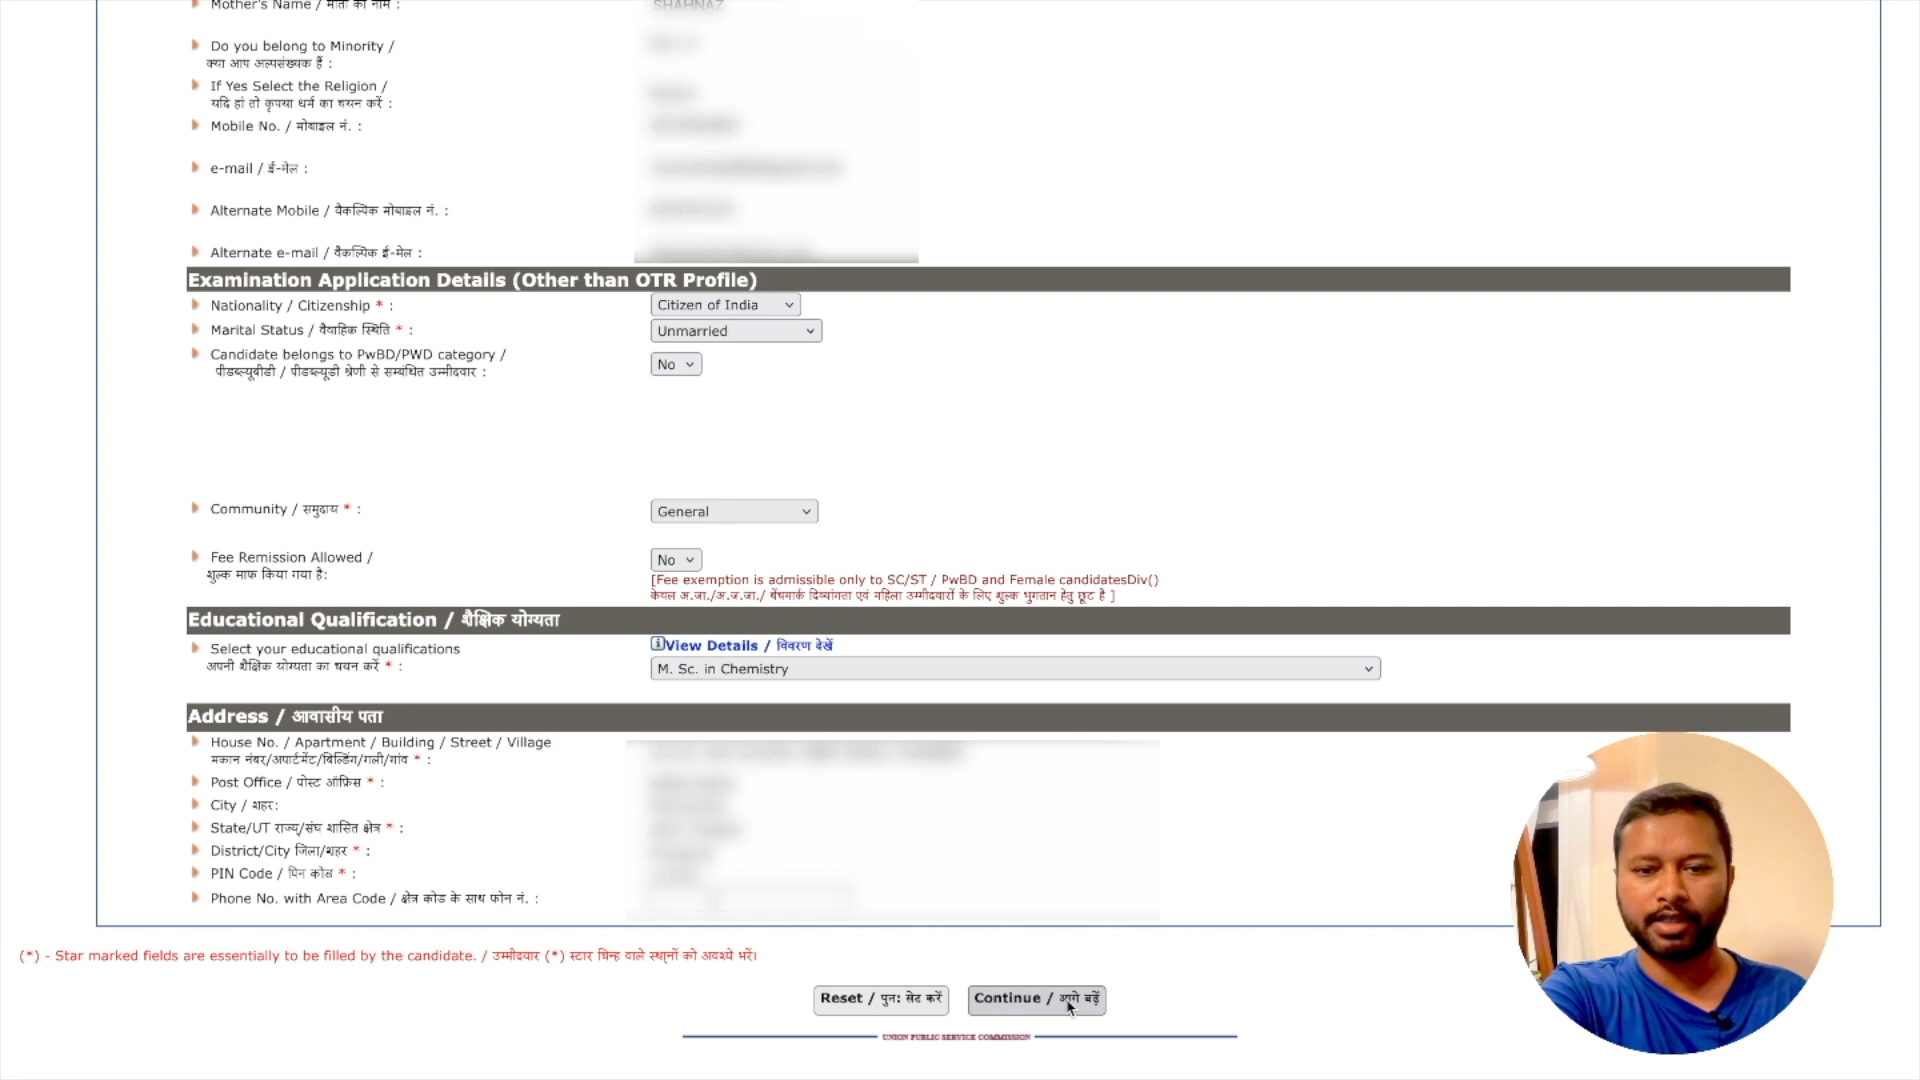 Mother's Name / माता का नाम :
SHAHNAZ
Do you belong to Minority /
क्या आप अल्पसंख्यक हैं :
If Yes Select the Religion /
यदि हां तो कृपया धर्म का चयन करें :
Mobile No. / मोबाइल नं. :
e-mail / ई-मेल :
Alternate Mobile / वैकल्पिक मोबाइल नं. :
Alternate e-mail / वैकल्पिक ई-मेल :
Examination Application Details (Other than OTR Profile)
Nationality / Citizenship * :
Citizen of India
Marital Status / वैवाहिक स्थिति * :
Unmarried
Candidate belongs to PwBD/PWD category /
पीडब्ल्यूबीडी / पीडब्ल्यूडी श्रेणी से सम्बंधित उम्मीदवार :
No
Community / समुदाय * :
General
Fee Remission Allowed /
शुल्क माफ किया गया है:
No
[Fee exemption is admissible only to SC/ST / PwBD and Female candidatesDiv()
केवल अ.जा./अ.ज.जा./ बेंचमार्क दिव्यांगता एवं महिला उम्मीदवारों के लिए शुल्क भुगतान हेतु छूट है ]
Educational Qualification / शैक्षिक योग्यता
Select your educational qualifications
अपनी शैक्षिक योग्यता का चयन करें * :
View Details / विवरण देखें
M. Sc. in Chemistry
Address / आवासीय पता
House No. / Apartment / Building / Street / Village
मकान नंबर/अपार्टमेंट/बिल्डिंग/गली/गांव * :
Post Office / पोस्ट ऑफ़िस * :
City / शहर:
State/UT राज्य/संघ शासित क्षेत्र * :
District/City जिला/शहर * :
PIN Code / पिन कोड * :
Phone No. with Area Code / क्षेत्र कोड के साथ फोन नं. :
(*) - Star marked fields are essentially to be filled by the candidate. / उम्मीदवार (*) स्टार चिन्ह वाले स्थानों को अवश्ये भरें।
Reset / पुन: सेट करें
Continue / आगे बढ़ें
UNION PUBLIC SERVICE COMMISSION